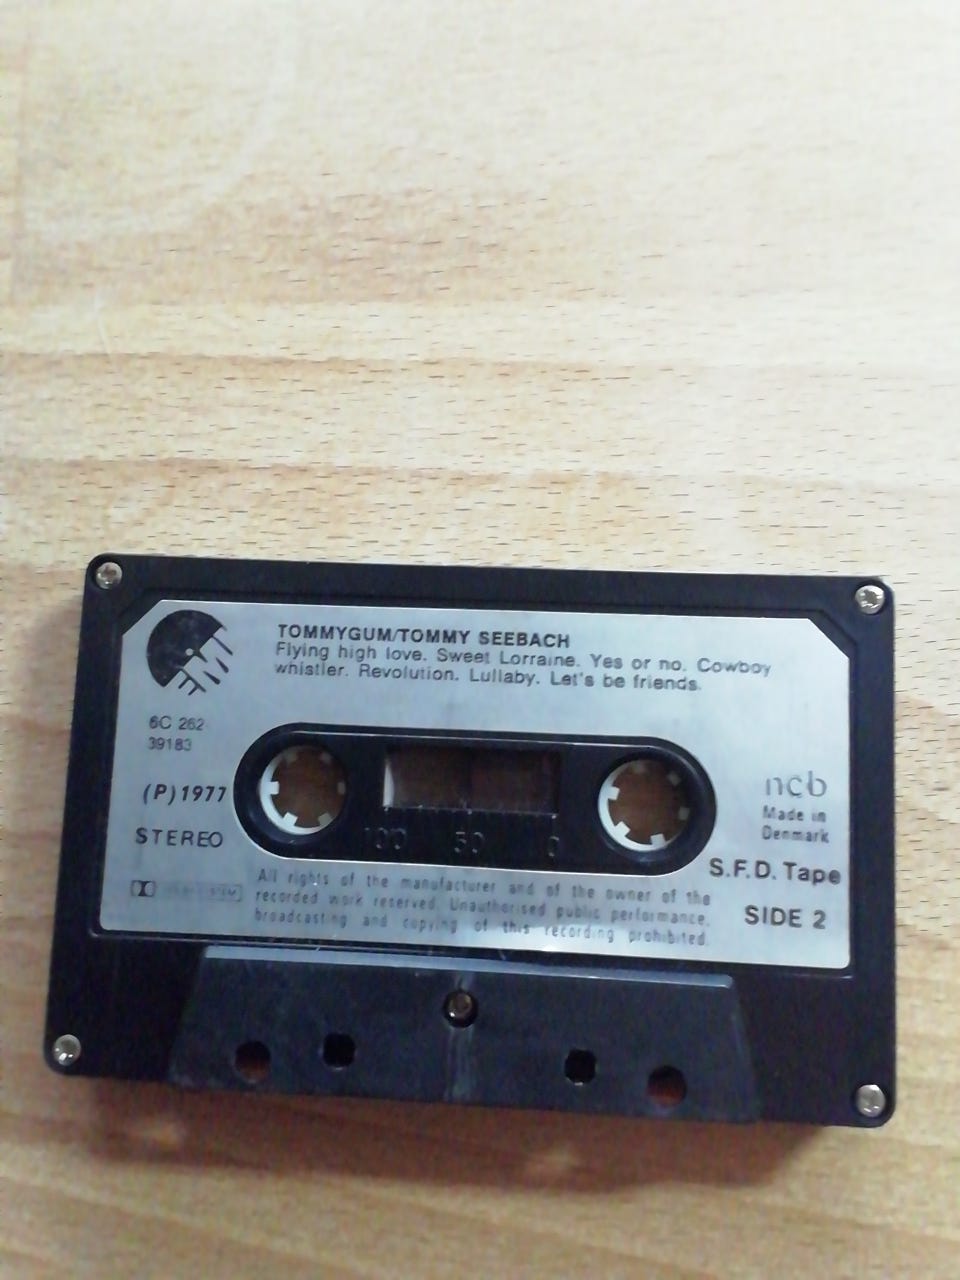 TOMMYGUM/TOMMY SEEBACH
Flying high love. Sweet Lorraine. Yes or no. Cowboy
whistler. Revolution. Lullaby. Let's be friends.
EMI
6C 262
39183
(P) 1977
STEREO
100 50 0
ncb
Made in
Denmark
S.F.D. Tape
SIDE 2
All rights of the manufacturer and of the owner of the
recorded work reserved. Unauthorised public performance,
broadcasting and copying of this recording prohibited.